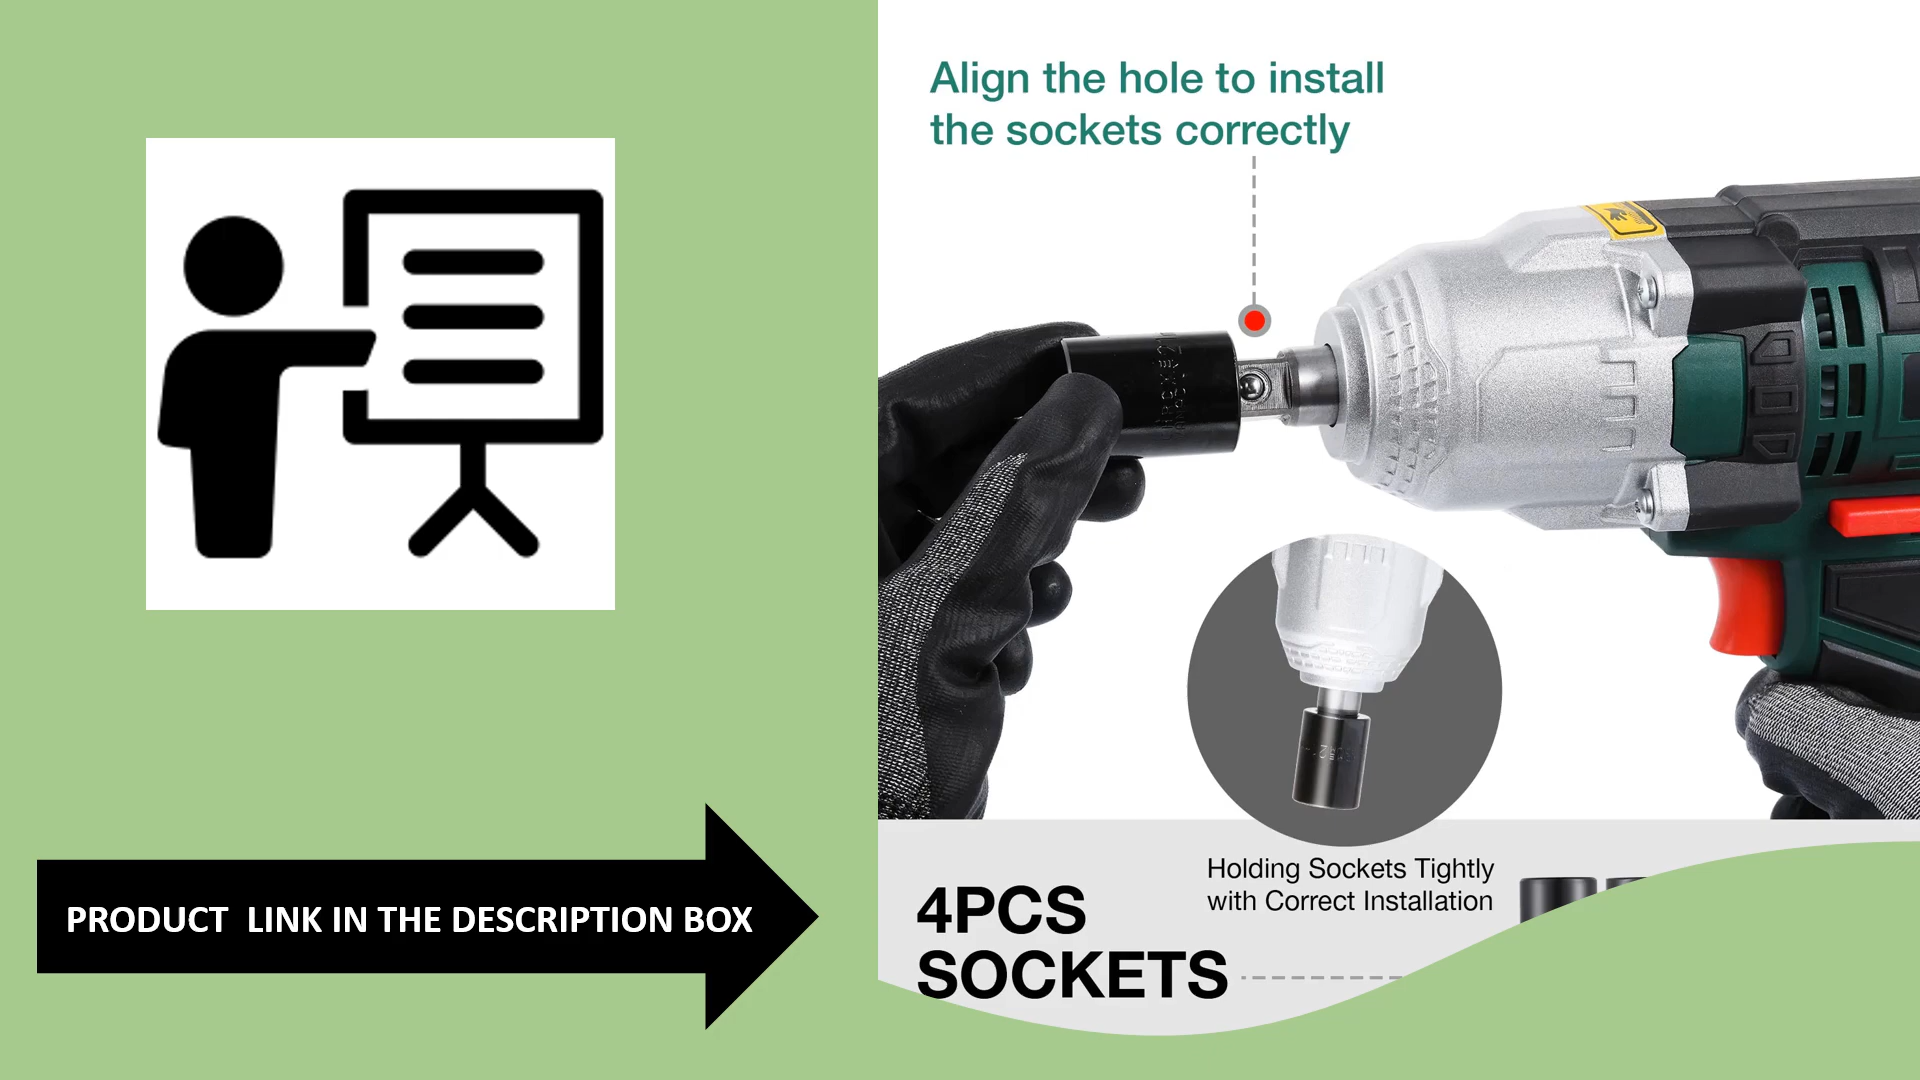 Align the hole to install
the sockets correctly
Holding Sockets Tightly
with Correct Installation
4PCS
SOCKETS
PRODUCT  LINK IN THE DESCRIPTION BOX